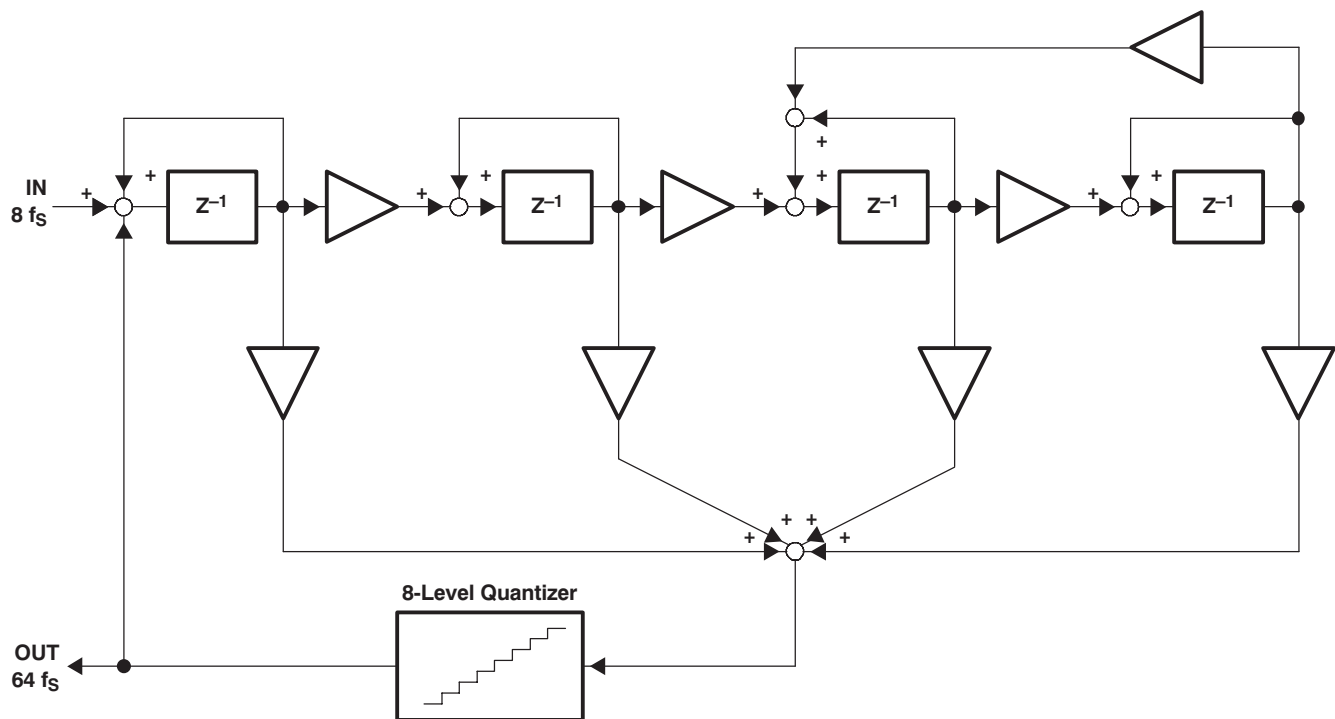 +
+
+
IN
8 fS
+
+
Z–1
+
+
Z–1
+
+
Z–1
+
+
Z–1
+
+
+
+
8-Level Quantizer
OUT
64 fS